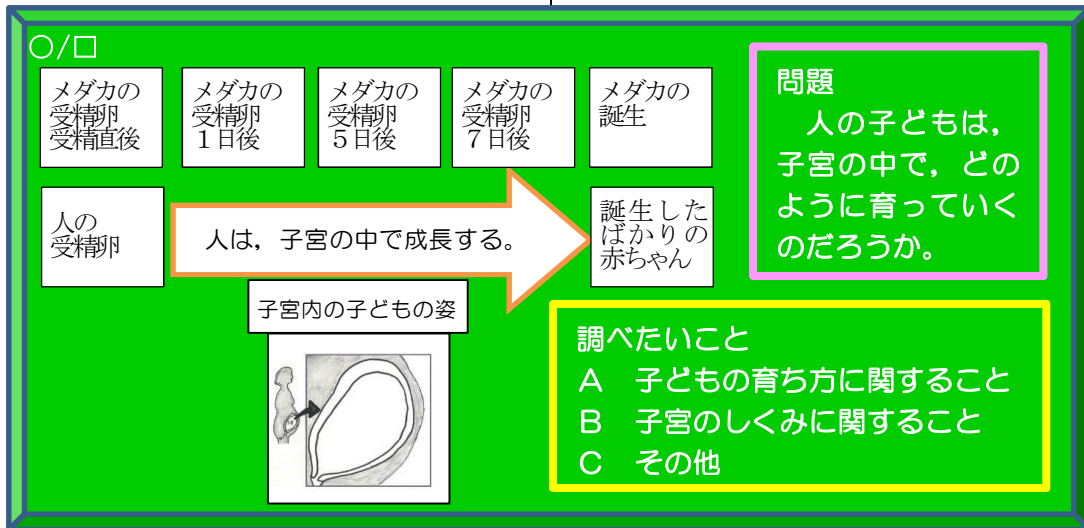 ○/□
メダカの
受精卵
受精直後
メダカの
受精卵
1日後
メダカの
受精卵
5日後
メダカの
受精卵
7日後
メダカの
誕生
人の
受精卵
人は,子宮の中で成長する。
誕生した
ばかりの
赤ちゃん
子宮内の子どもの姿
問題
人の子どもは,
子宮の中で,どの
ように育っていく
のだろうか。
調べたいこと
A 子どもの育ち方に関すること
B 子宮のしくみに関すること
C その他